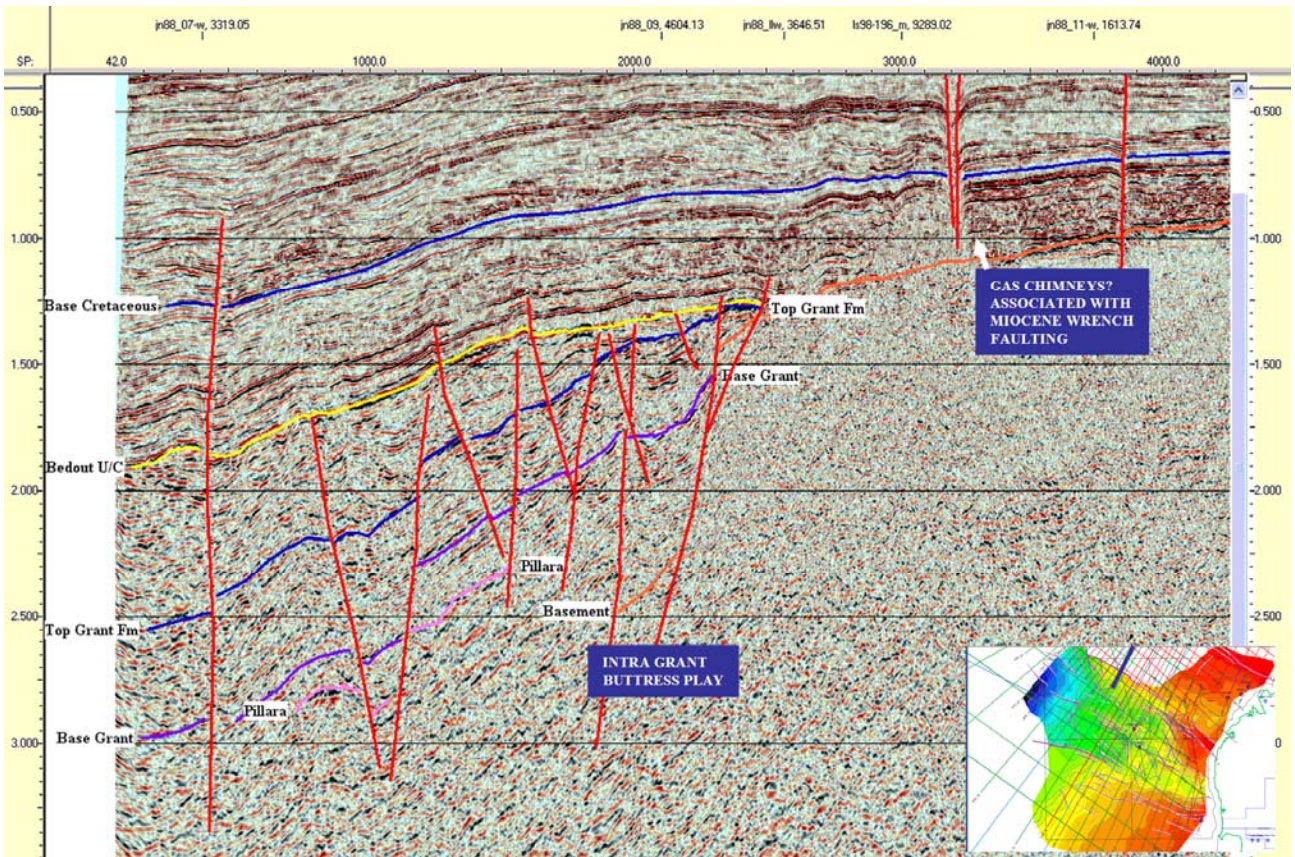 jn88_07-w, 3319.05 jn88_09, 4604.13 jn88_llw, 3646.51 ls98-196_m, 9289.02 jn88_11-w, 1613.74
SP: 42.0 1000.0 2000.0 3000.0 4000.0
0.500 0.500
1.000 1.000
Base Cretaceous
Top Grant Fm
GAS CHIMNEYS?
ASSOCIATED WITH
MIOCENE WRENCH
FAULTING
1.500 1.500
Base Grant
Bedout U/C
2.000 2.000
Pillara
Basement
2.500 2.500
Top Grant Fm
INTRA GRANT
BUTTRESS PLAY
Pillara
Base Grant
3.000 0